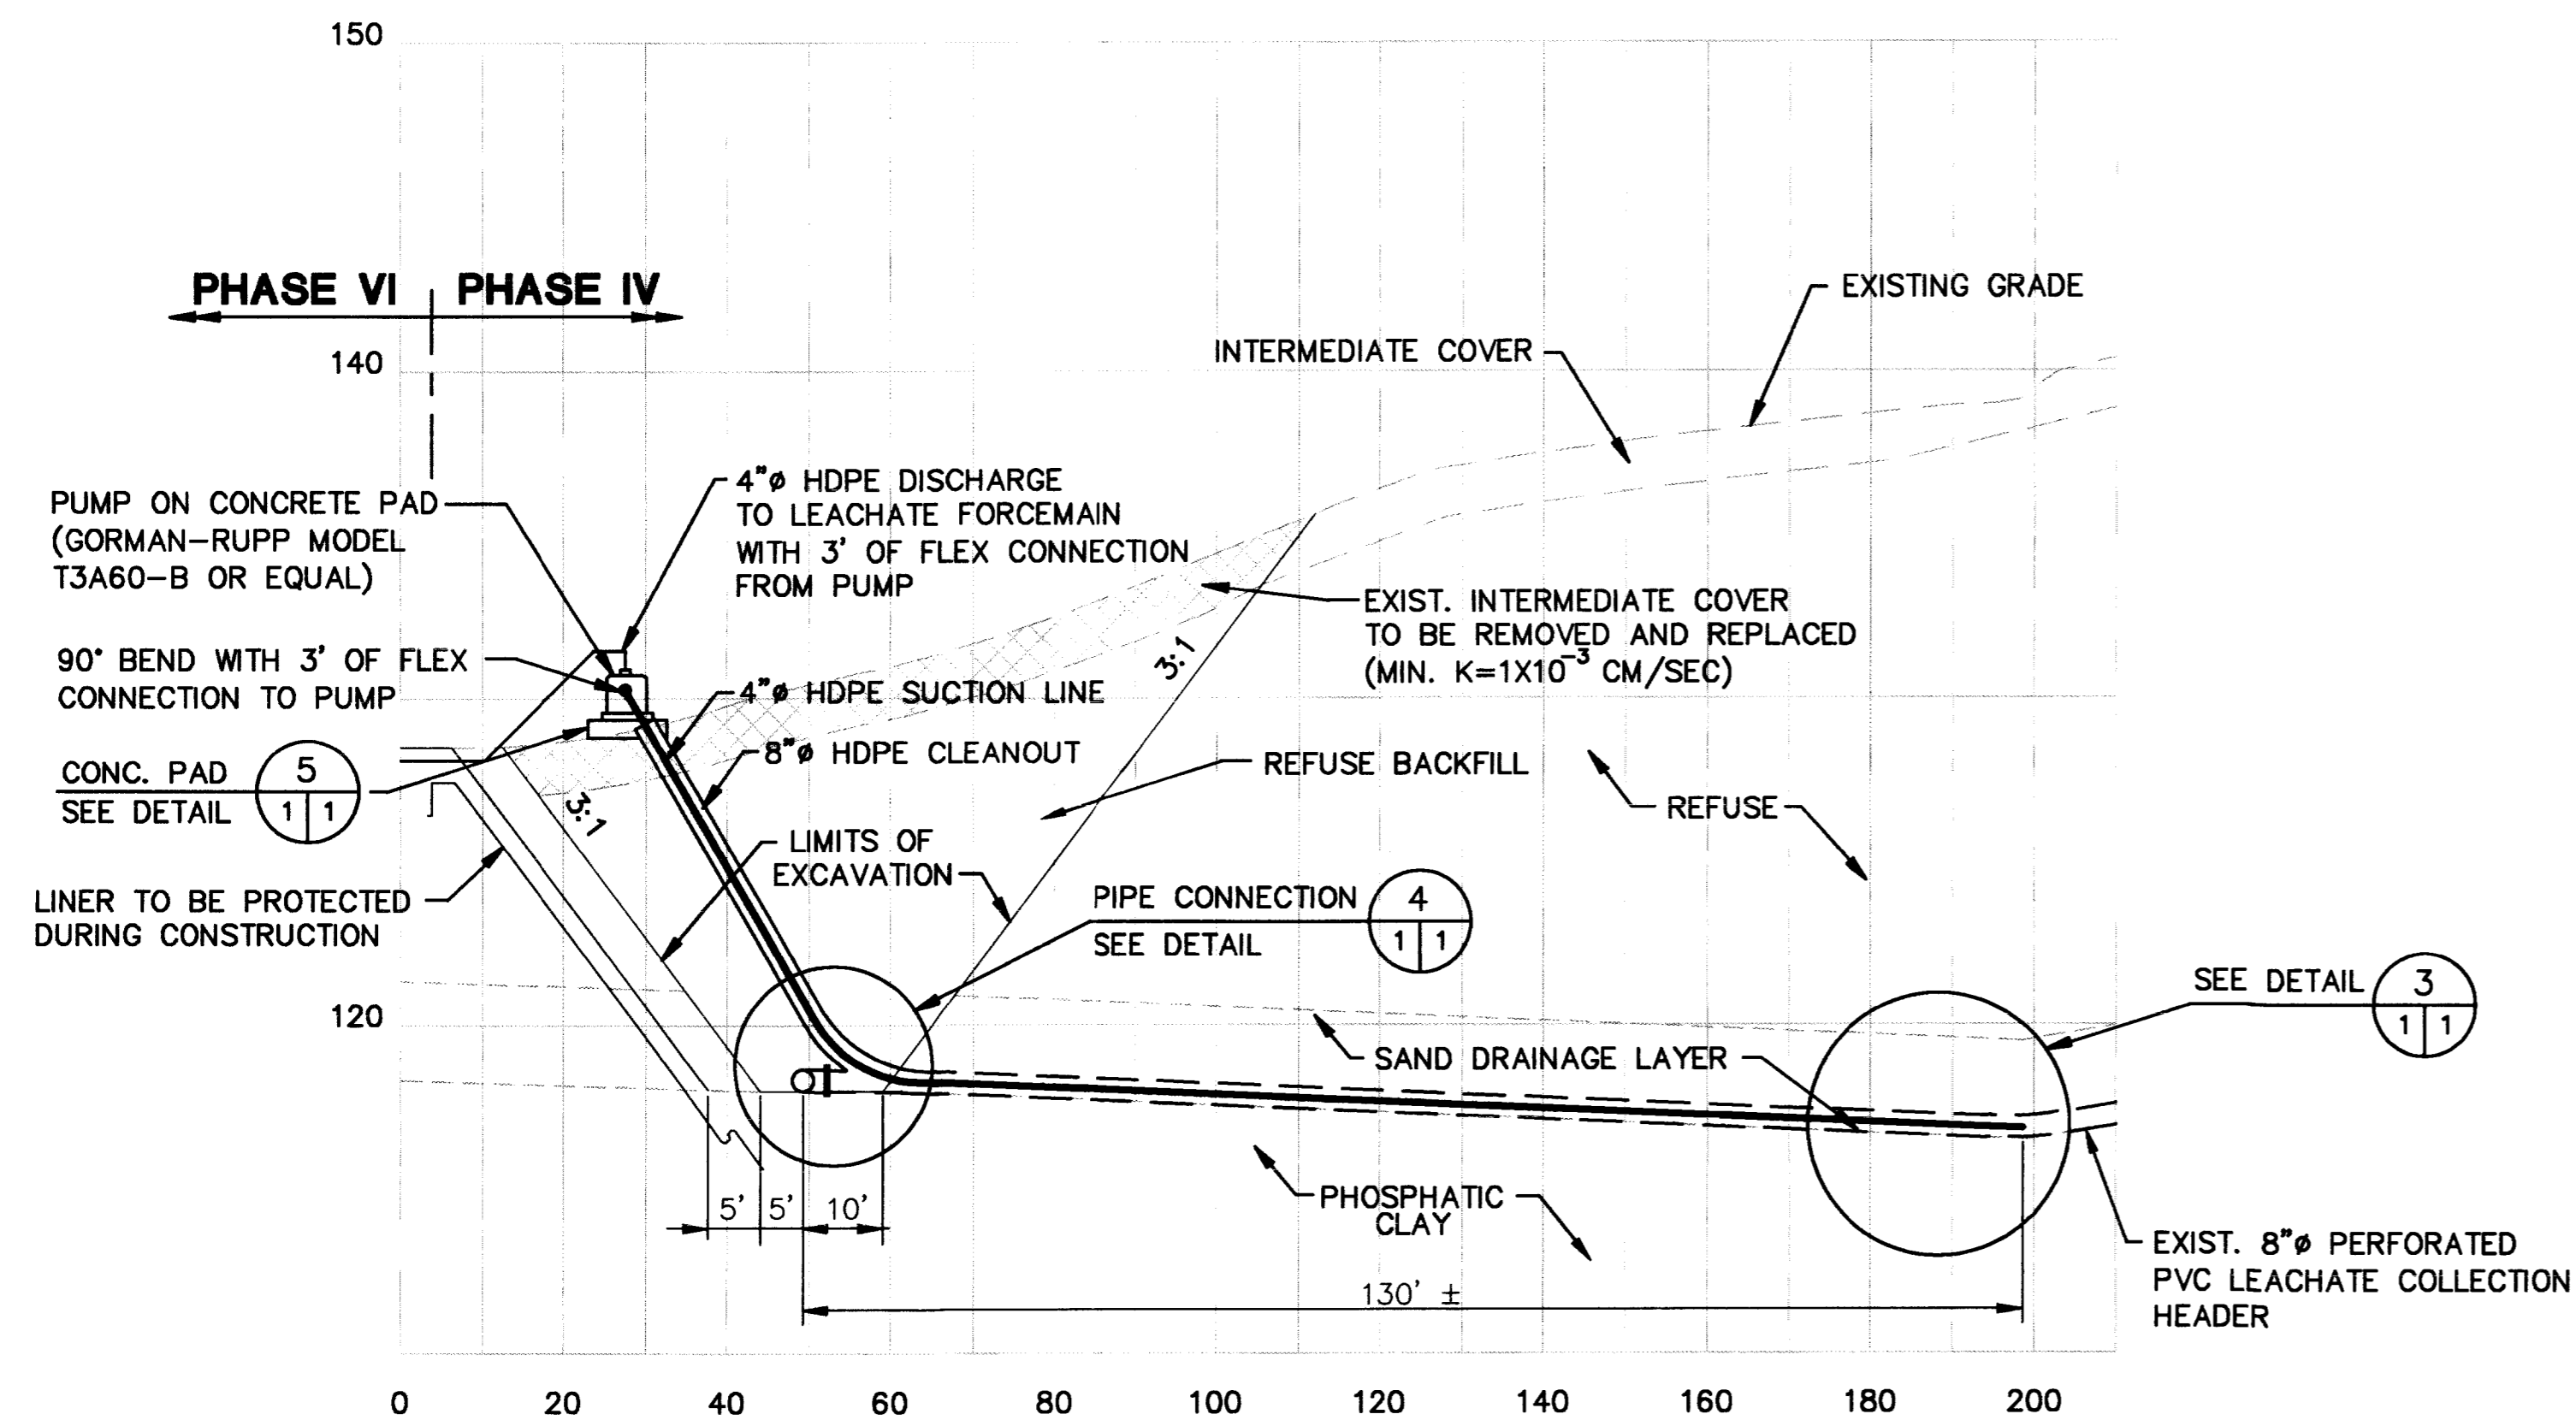 150
PHASE VI
PHASE IV
EXISTING GRADE
INTERMEDIATE COVER
140
4"ø HDPE DISCHARGE
TO LEACHATE FORCEMAIN
WITH 3' OF FLEX CONNECTION
FROM PUMP
PUMP ON CONCRETE PAD
(GORMAN-RUPP MODEL
T3A60-B OR EQUAL)
EXIST. INTERMEDIATE COVER
TO BE REMOVED AND REPLACED
(MIN. K=1X10⁻³ CM/SEC)
3:1
90° BEND WITH 3' OF FLEX
CONNECTION TO PUMP
4"ø HDPE SUCTION LINE
8"ø HDPE CLEANOUT
REFUSE BACKFILL
CONC. PAD
SEE DETAIL
5
1 1
3:1
REFUSE
LIMITS OF
EXCAVATION
LINER TO BE PROTECTED
DURING CONSTRUCTION
PIPE CONNECTION
SEE DETAIL
4
1 1
SEE DETAIL
3
1 1
120
SAND DRAINAGE LAYER
5'
5'
10'
PHOSPHATIC
CLAY
EXIST. 8"ø PERFORATED
PVC LEACHATE COLLECTION
HEADER
130' ±
0 20 40 60 80 100 120 140 160 180 200